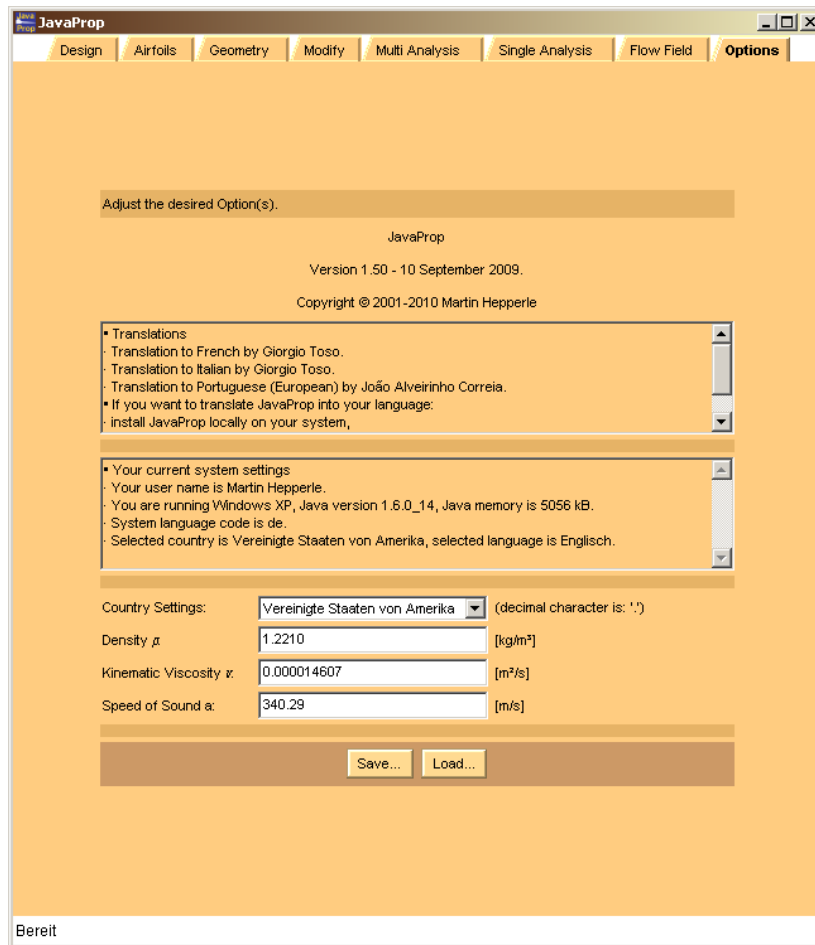 Java
Prop
JavaProp
Design
Airfoils
Geometry
Modify
Multi Analysis
Single Analysis
Flow Field
Options
Adjust the desired Option(s).
JavaProp
Version 1.50 - 10 September 2009.
Copyright © 2001-2010 Martin Hepperle
▪ Translations
· Translation to French by Giorgio Toso.
· Translation to Italian by Giorgio Toso.
· Translation to Portuguese (European) by João Alveirinho Correia.
▪ If you want to translate JavaProp into your language:
· install JavaProp locally on your system,
▪ Your current system settings
· Your user name is Martin Hepperle.
· You are running Windows XP, Java version 1.6.0_14, Java memory is 5056 kB.
· System language code is de.
· Selected country is Vereinigte Staaten von Amerika, selected language is Englisch.
Country Settings: Vereinigte Staaten von Amerika (decimal character is: '.')
Density ρ: 1.2210 [kg/m³]
Kinematic Viscosity ν: 0.000014607 [m²/s]
Speed of Sound a: 340.29 [m/s]
Save... Load...
Bereit